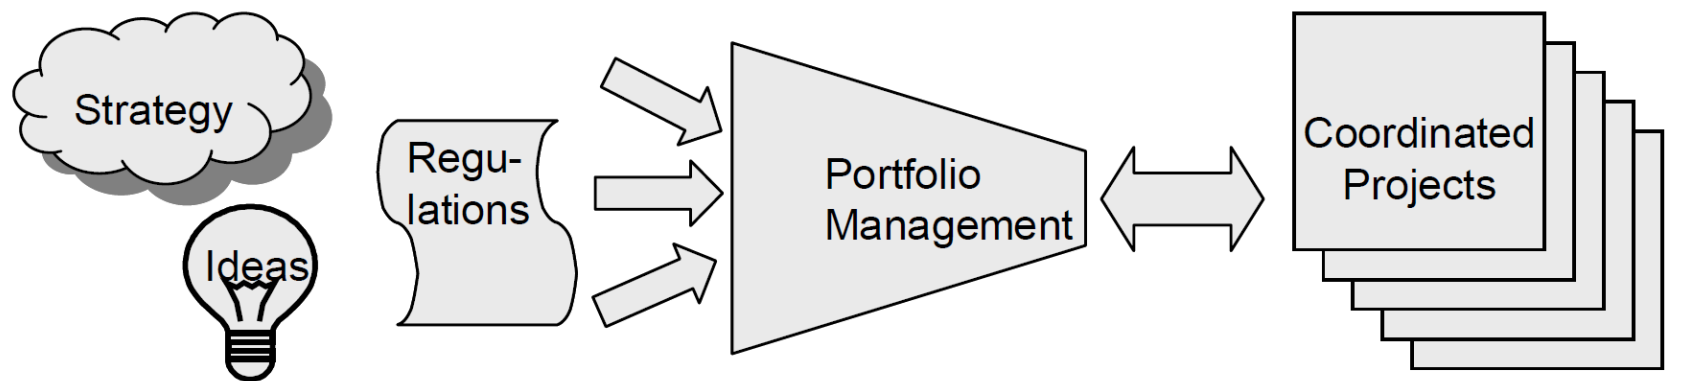 Strategy
Ideas
Regu-
lations
Portfolio
Management
Coordinated
Projects